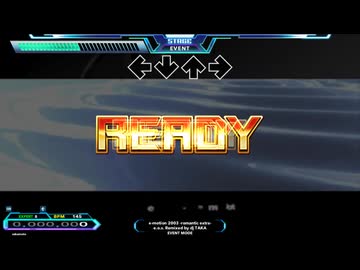 STAGE
EVENT
READY
EXPERT 8 BPM 145
0,000,000
e-motion 2003 -romantic extra-
e.o.s. Remixed by dj TAKA
EVENT MODE